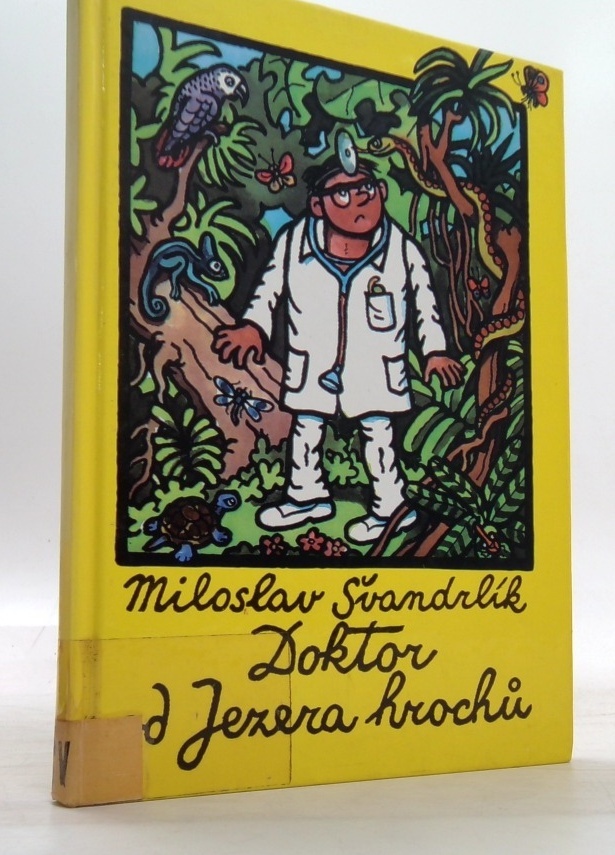 Miloslav Švandrlík
Doktor
d Jezera hrochů
V